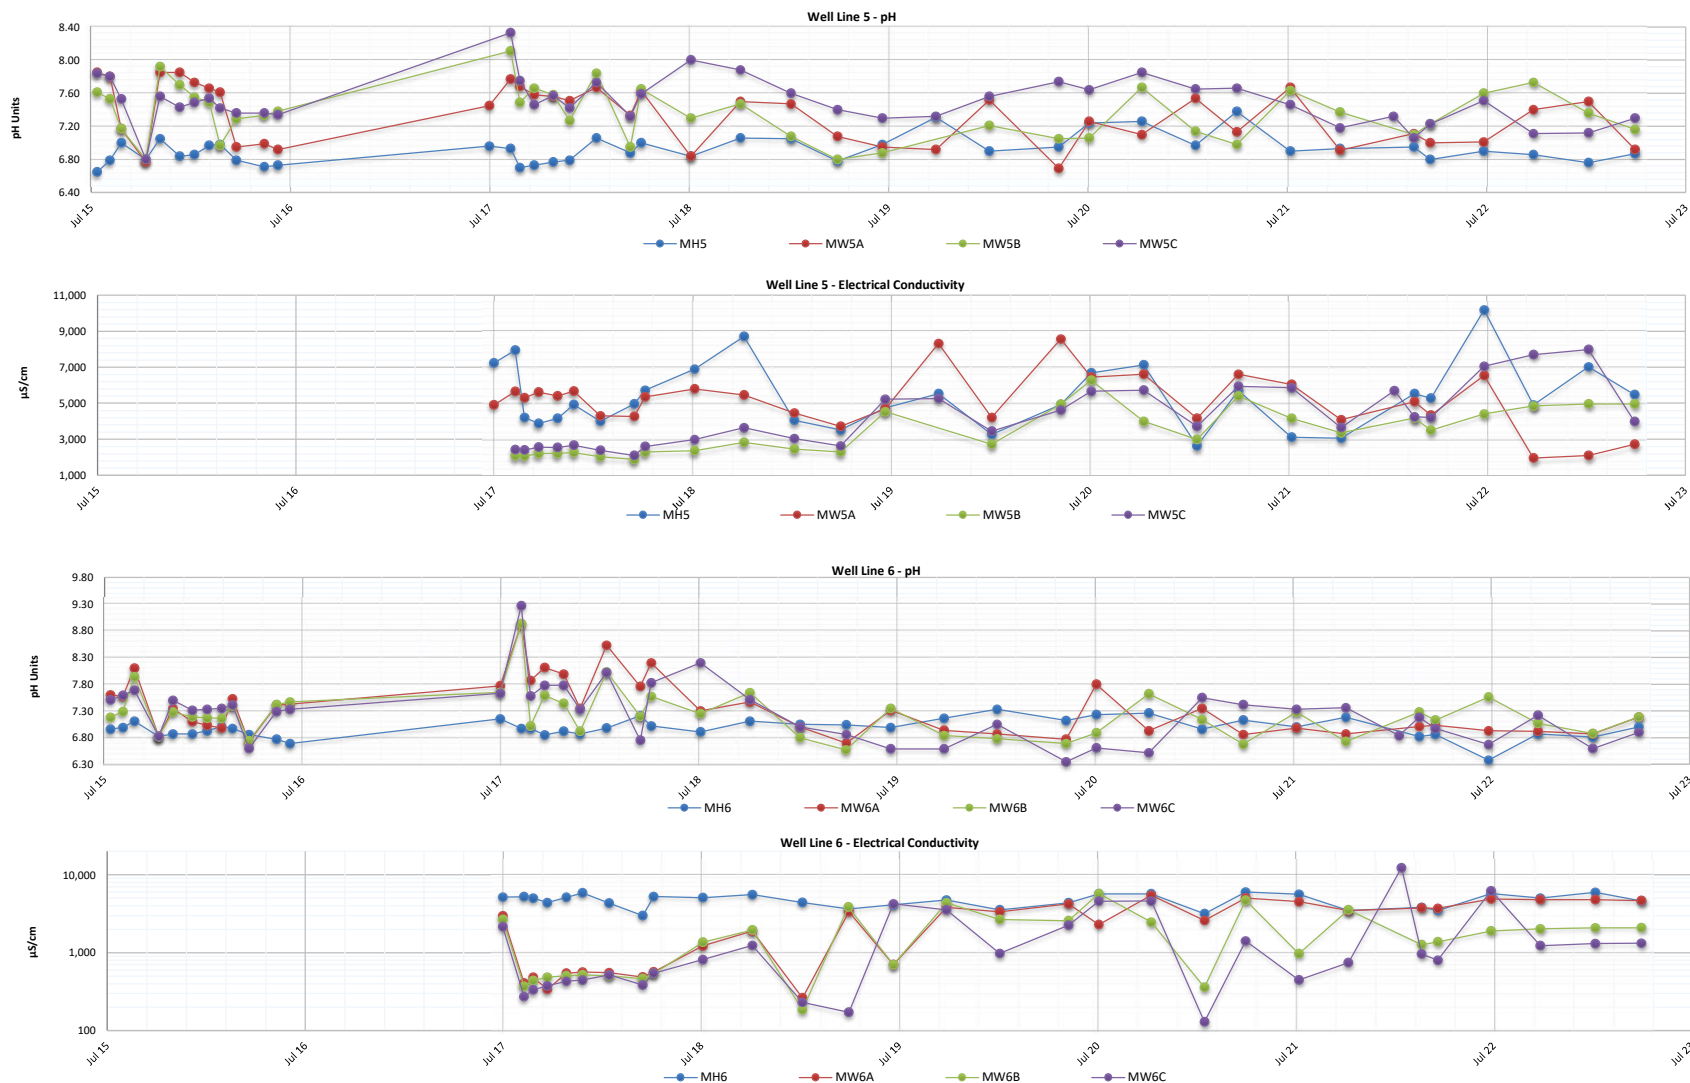 Well Line 5 - pH
8.40
8.00
7.60
7.20
6.80
6.40
pH Units
Jul 15
Jul 16
Jul 17
Jul 18
Jul 19
Jul 20
Jul 21
Jul 22
Jul 23
MH5
MW5A
MW5B
MW5C
Well Line 5 - Electrical Conductivity
11,000
9,000
7,000
5,000
3,000
1,000
µS/cm
Jul 15
Jul 16
Jul 17
Jul 18
Jul 19
Jul 20
Jul 21
Jul 22
Jul 23
MH5
MW5A
MW5B
MW5C
Well Line 6 - pH
9.80
9.30
8.80
8.30
7.80
7.30
6.80
6.30
pH Units
Jul 15
Jul 16
Jul 17
Jul 18
Jul 19
Jul 20
Jul 21
Jul 22
Jul 23
MH6
MW6A
MW6B
MW6C
Well Line 6 - Electrical Conductivity
10,000
1,000
100
µS/cm
Jul 15
Jul 16
Jul 17
Jul 18
Jul 19
Jul 20
Jul 21
Jul 22
Jul 23
MH6
MW6A
MW6B
MW6C